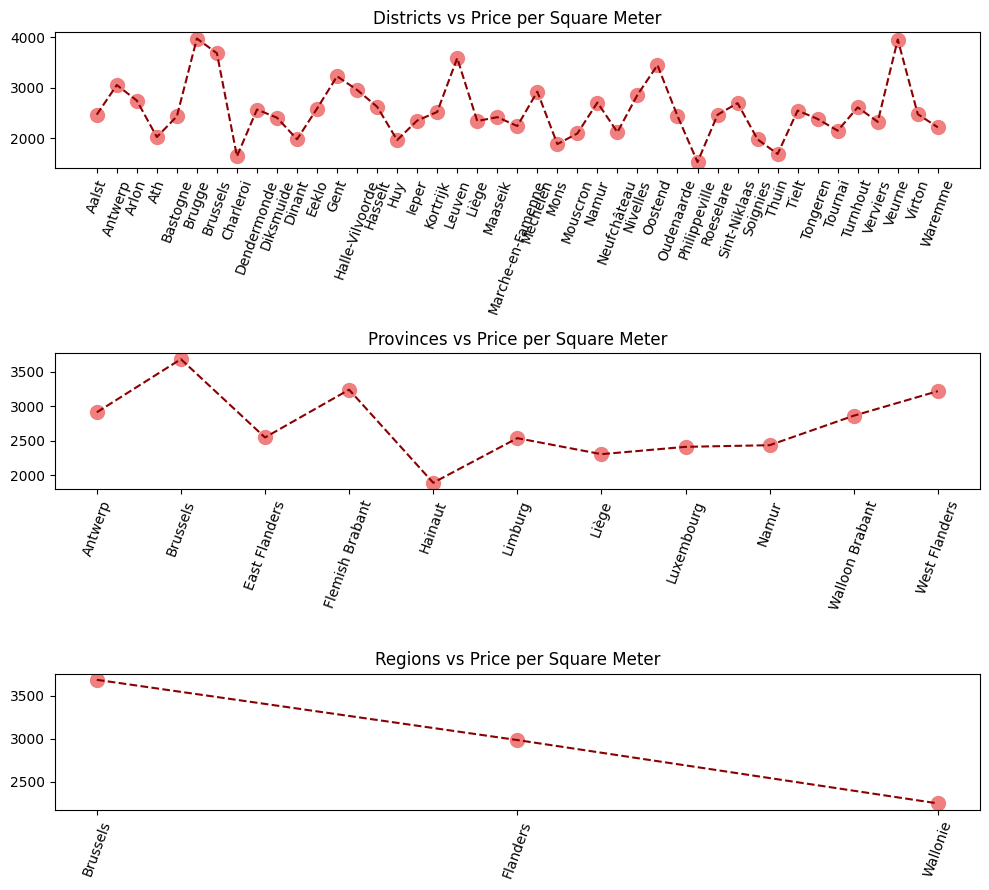 Districts vs Price per Square Meter
4000
3000
2000
Aalst
Antwerp
Arlon
Ath
Bastogne
Brugge
Brussels
Charleroi
Dendermonde
Diksmuide
Dinant
Eeklo
Gent
Halle-Vilvoorde
Hasselt
Huy
Ieper
Kortrijk
Leuven
Liège
Maaseik
Marche-en-Famenne
Mechelen
Mons
Mouscron
Namur
Neufchâteau
Nivelles
Oostend
Oudenaarde
Philippeville
Roeselare
Sint-Niklaas
Soignies
Thuin
Tielt
Tongeren
Tournai
Turnhout
Verviers
Veurne
Virton
Waremme
Provinces vs Price per Square Meter
3500
3000
2500
2000
Antwerp
Brussels
East Flanders
Flemish Brabant
Hainaut
Limburg
Liège
Luxembourg
Namur
Walloon Brabant
West Flanders
Regions vs Price per Square Meter
3500
3000
2500
Brussels
Flanders
Wallonie